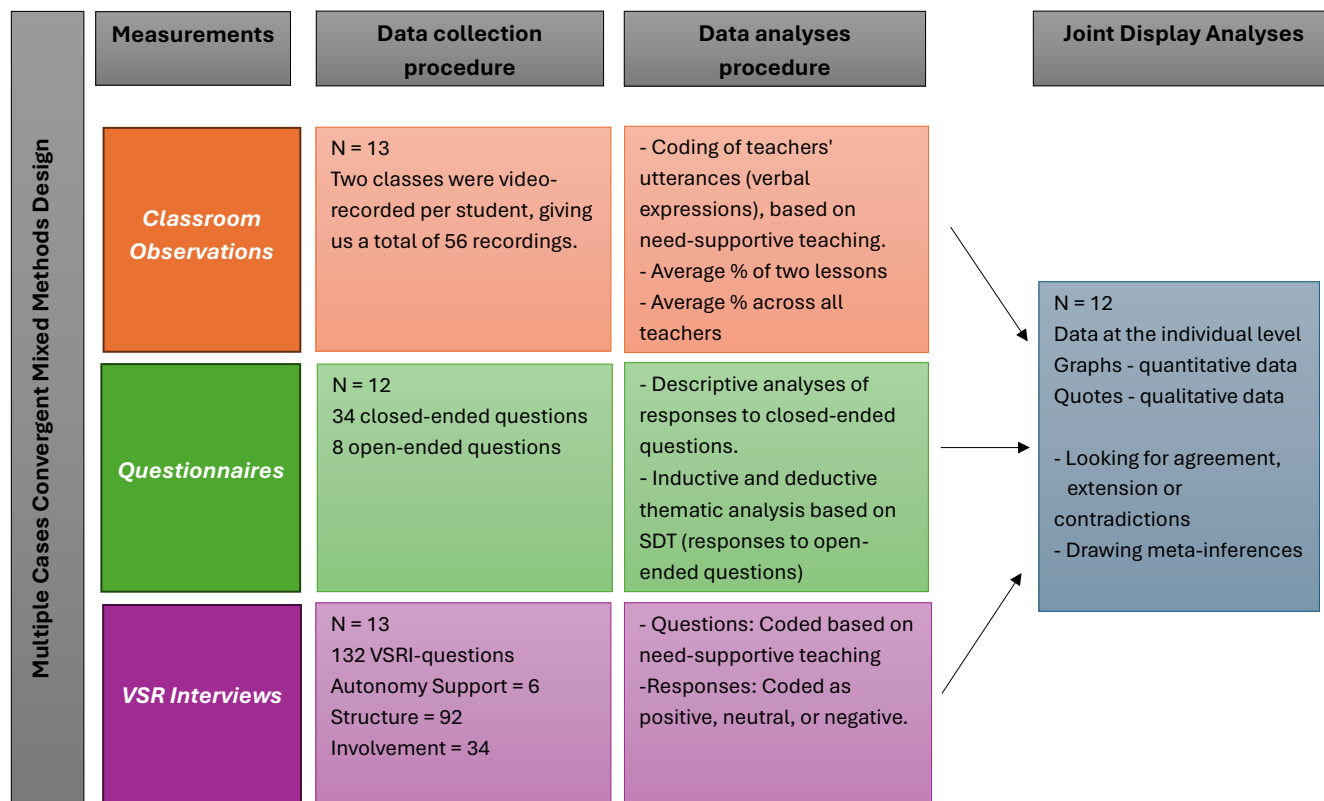 Multiple Cases Convergent Mixed Methods Design
Measurements
Data collection
procedure
Data analyses
procedure
Joint Display Analyses
Classroom
Observations
N = 13
Two classes were video-
recorded per student, giving
us a total of 56 recordings.
- Coding of teachers'
utterances (verbal
expressions), based on
need-supportive teaching.
- Average % of two lessons
- Average % across all
teachers
Questionnaires
N = 12
34 closed-ended questions
8 open-ended questions
- Descriptive analyses of
responses to closed-ended
questions.
- Inductive and deductive
thematic analysis based on
SDT (responses to open-
ended questions)
VSR Interviews
N = 13
132 VSRI-questions
Autonomy Support = 6
Structure = 92
Involvement = 34
- Questions: Coded based on
need-supportive teaching
-Responses: Coded as
positive, neutral, or negative.
N = 12
Data at the individual level
Graphs - quantitative data
Quotes - qualitative data
- Looking for agreement,
extension or
contradictions
- Drawing meta-inferences